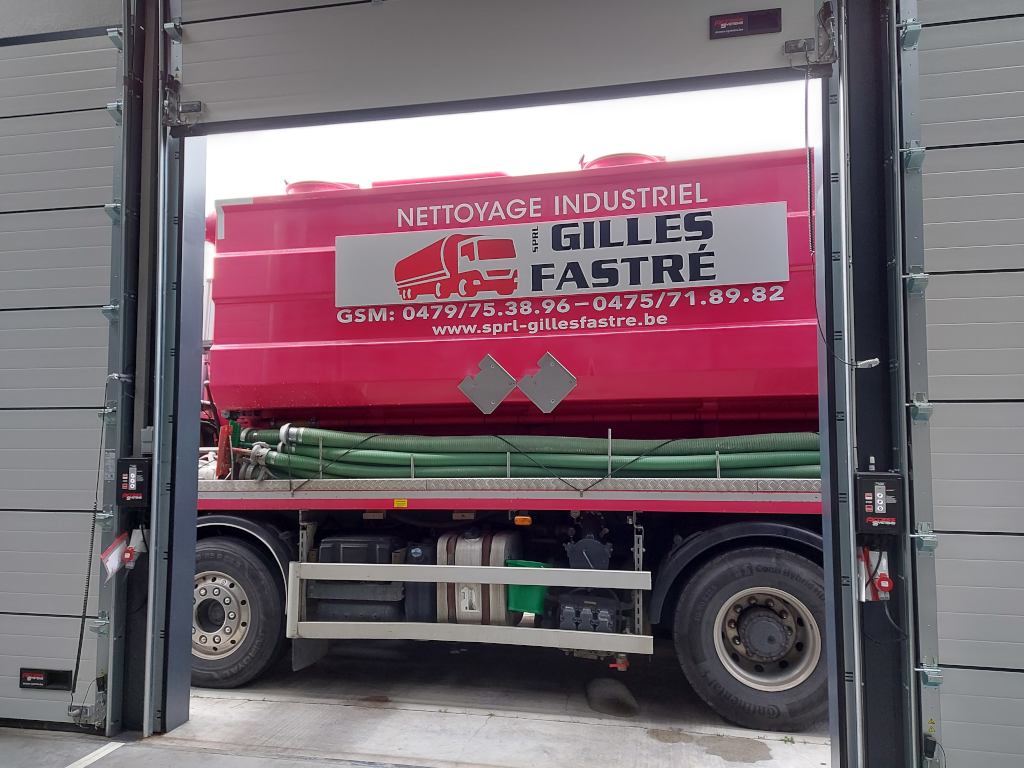 NETTOYAGE INDUSTRIEL
SPRL
GILLES
FASTRÉ
GSM: 0479/75.38.96-0475/71.89.82
www.sprl-gillesfastre.be